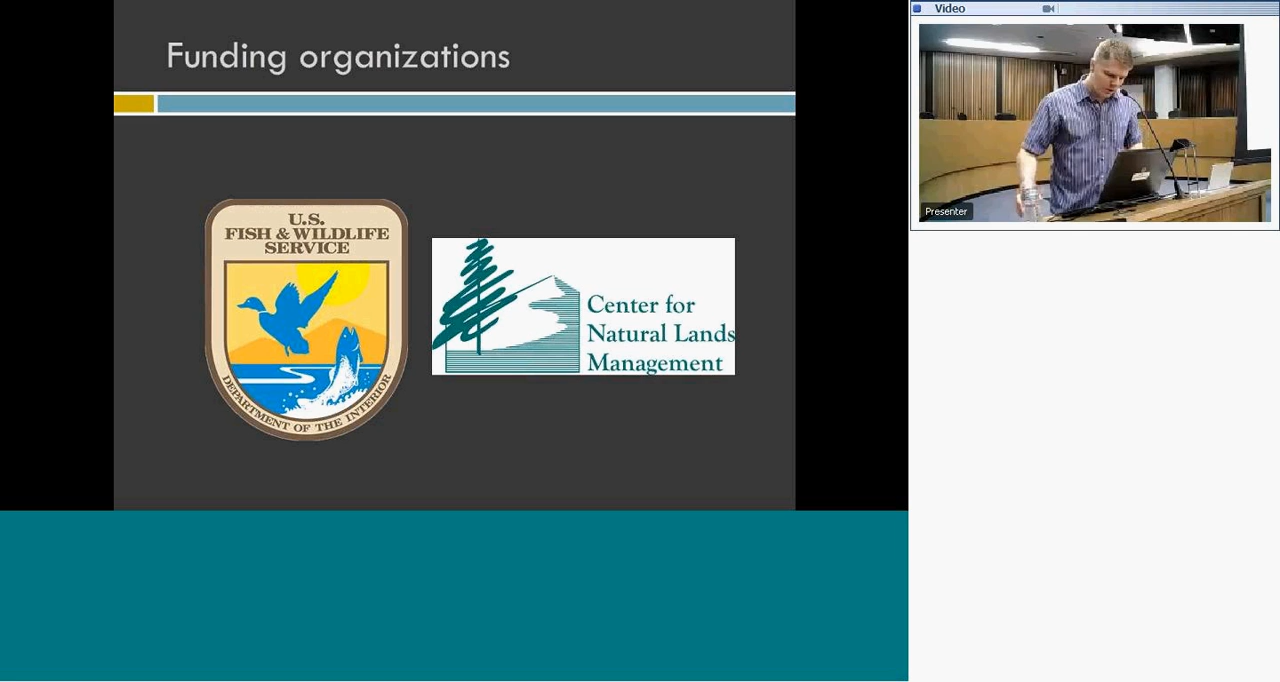 Funding organizations
U.S.
FISH & WILDLIFE
SERVICE
DEPARTMENT OF THE INTERIOR
Center for
Natural Lands
Management
Video
Presenter